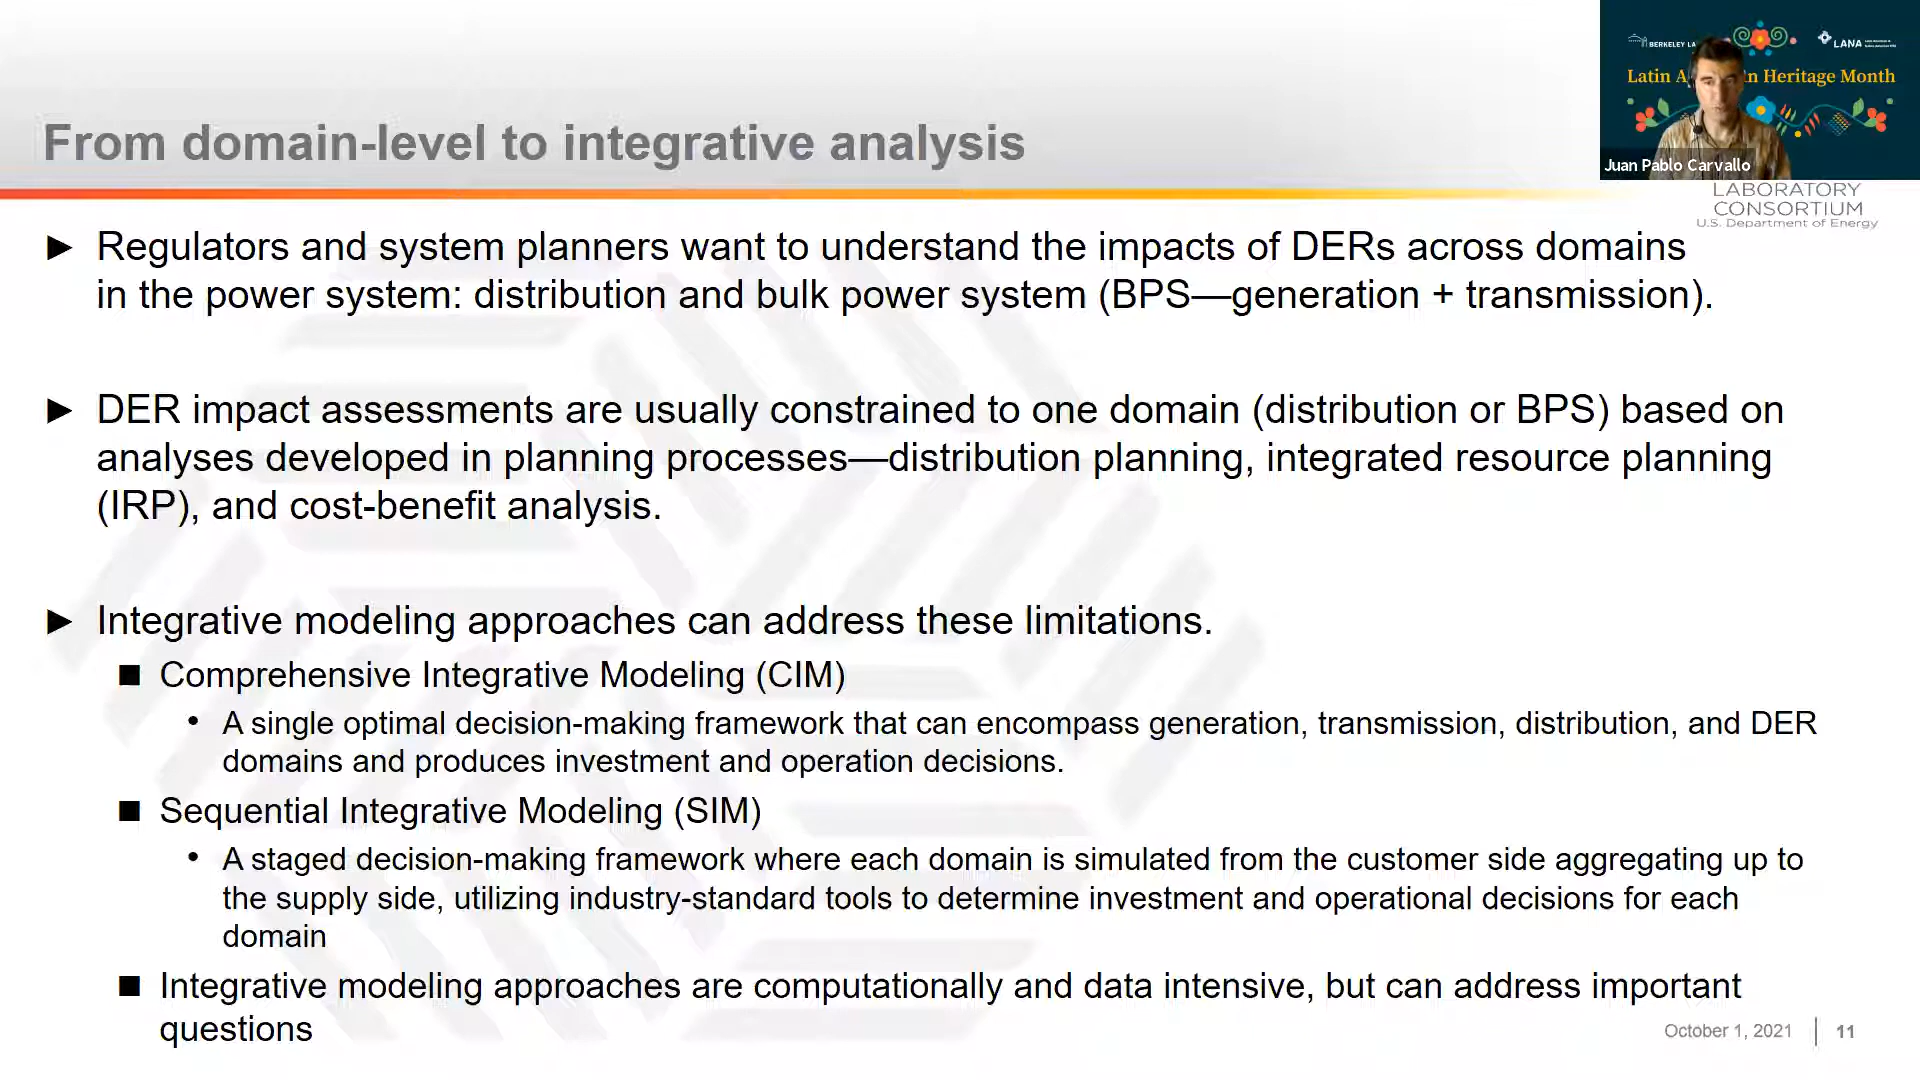 BERKELEY LA
LANA
Latin A n Heritage Month
Juan Pablo Carvallo
From domain-level to integrative analysis
LABORATORY
CONSORTIUM
U.S. Department of Energy
► Regulators and system planners want to understand the impacts of DERs across domains
in the power system: distribution and bulk power system (BPS—generation + transmission).
► DER impact assessments are usually constrained to one domain (distribution or BPS) based on
analyses developed in planning processes—distribution planning, integrated resource planning
(IRP), and cost-benefit analysis.
► Integrative modeling approaches can address these limitations.
■ Comprehensive Integrative Modeling (CIM)
• A single optimal decision-making framework that can encompass generation, transmission, distribution, and DER
domains and produces investment and operation decisions.
■ Sequential Integrative Modeling (SIM)
• A staged decision-making framework where each domain is simulated from the customer side aggregating up to
the supply side, utilizing industry-standard tools to determine investment and operational decisions for each
domain
■ Integrative modeling approaches are computationally and data intensive, but can address important
questions
October 1, 2021 | 11